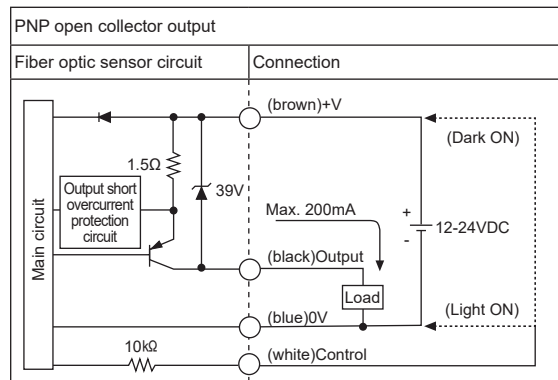 PNP open collector output
Fiber optic sensor circuit
Connection
(brown)+V
(Dark ON)
1.5Ω
Output short
overcurrent
protection
circuit
39V
Max. 200mA
+
12-24VDC
-
Main circuit
(black)Output
Load
(Light ON)
(blue)0V
10kΩ
(white)Control